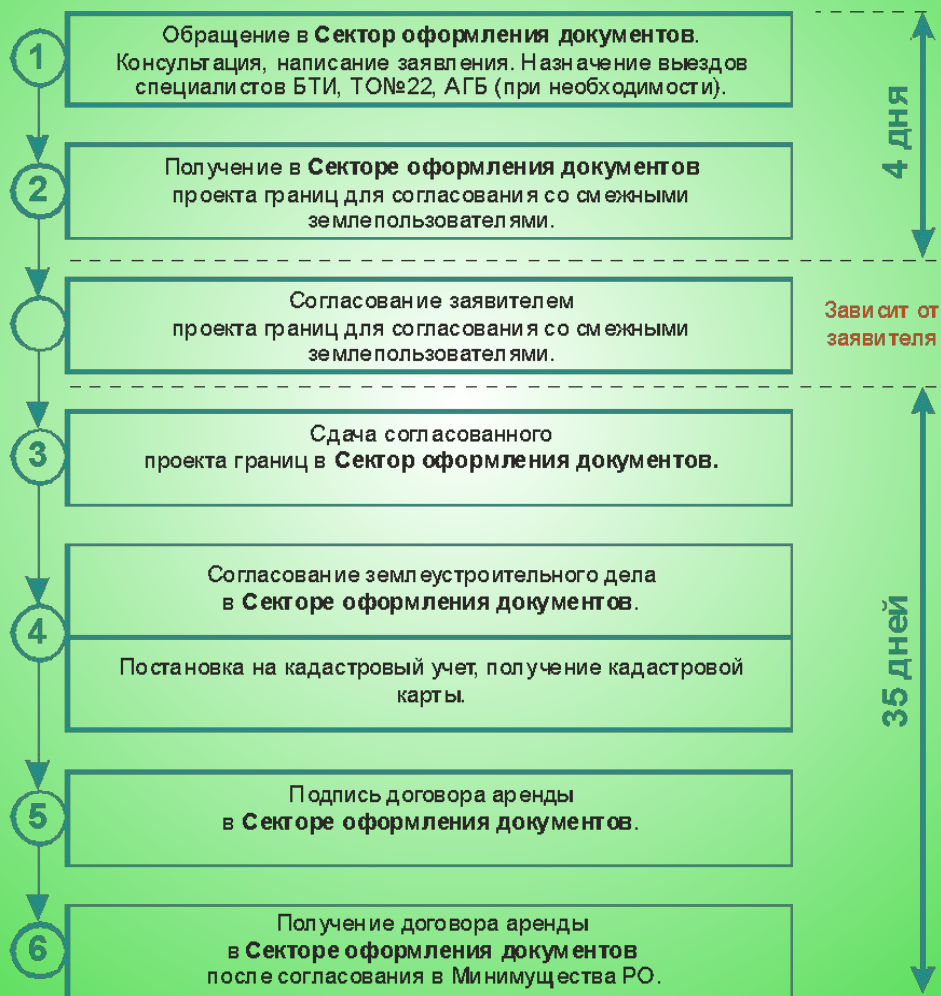 1
Обращение в Сектор оформления документов.
Консультация, написание заявления. Назначение выездов
специалистов БТИ, ТО№22, АГБ (при необходимости).
4 дня
2
Получение в Секторе оформления документов
проекта границ для согласования со смежными
землепользователями.
Согласование заявителем
проекта границ для согласования со смежными
землепользователями.
Зависит от
заявителя
3
Сдача согласованного
проекта границ в Сектор оформления документов.
35 дней
4
Согласование землеустроительного дела
в Секторе оформления документов.
Постановка на кадастровый учет, получение кадастровой
карты.
5
Подпись договора аренды
в Секторе оформления документов.
6
Получение договора аренды
в Секторе оформления документов
после согласования в Минимущества РО.